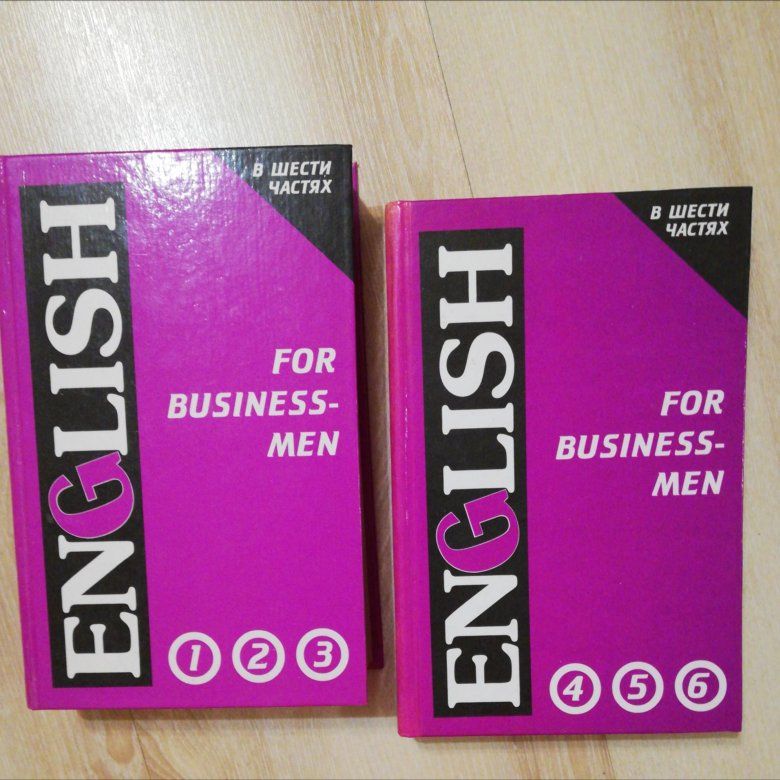 В ШЕСТИ
ЧАСТЯХ
ENGLISH
FOR
BUSINESS-
MEN
1 2 3
В ШЕСТИ
ЧАСТЯХ
ENGLISH
FOR
BUSINESS-
MEN
4 5 6